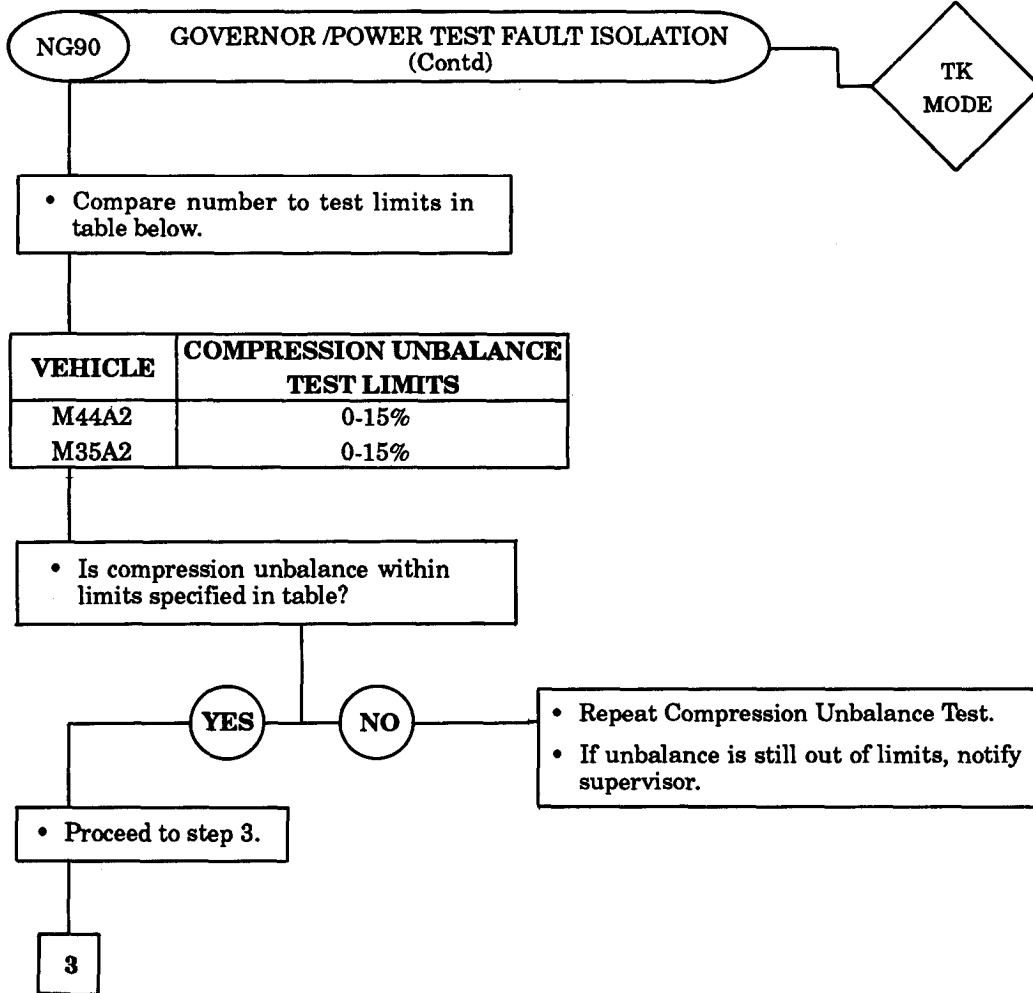 NG90
GOVERNOR /POWER TEST FAULT ISOLATION
(Contd)
TK
MODE
• Compare number to test limits in
table below.
VEHICLE
COMPRESSION UNBALANCE
TEST LIMITS
M44A2 0-15%
M35A2 0-15%
• Is compression unbalance within
limits specified in table?
YES
NO
• Repeat Compression Unbalance Test.
• If unbalance is still out of limits, notify
supervisor.
• Proceed to step 3.
3